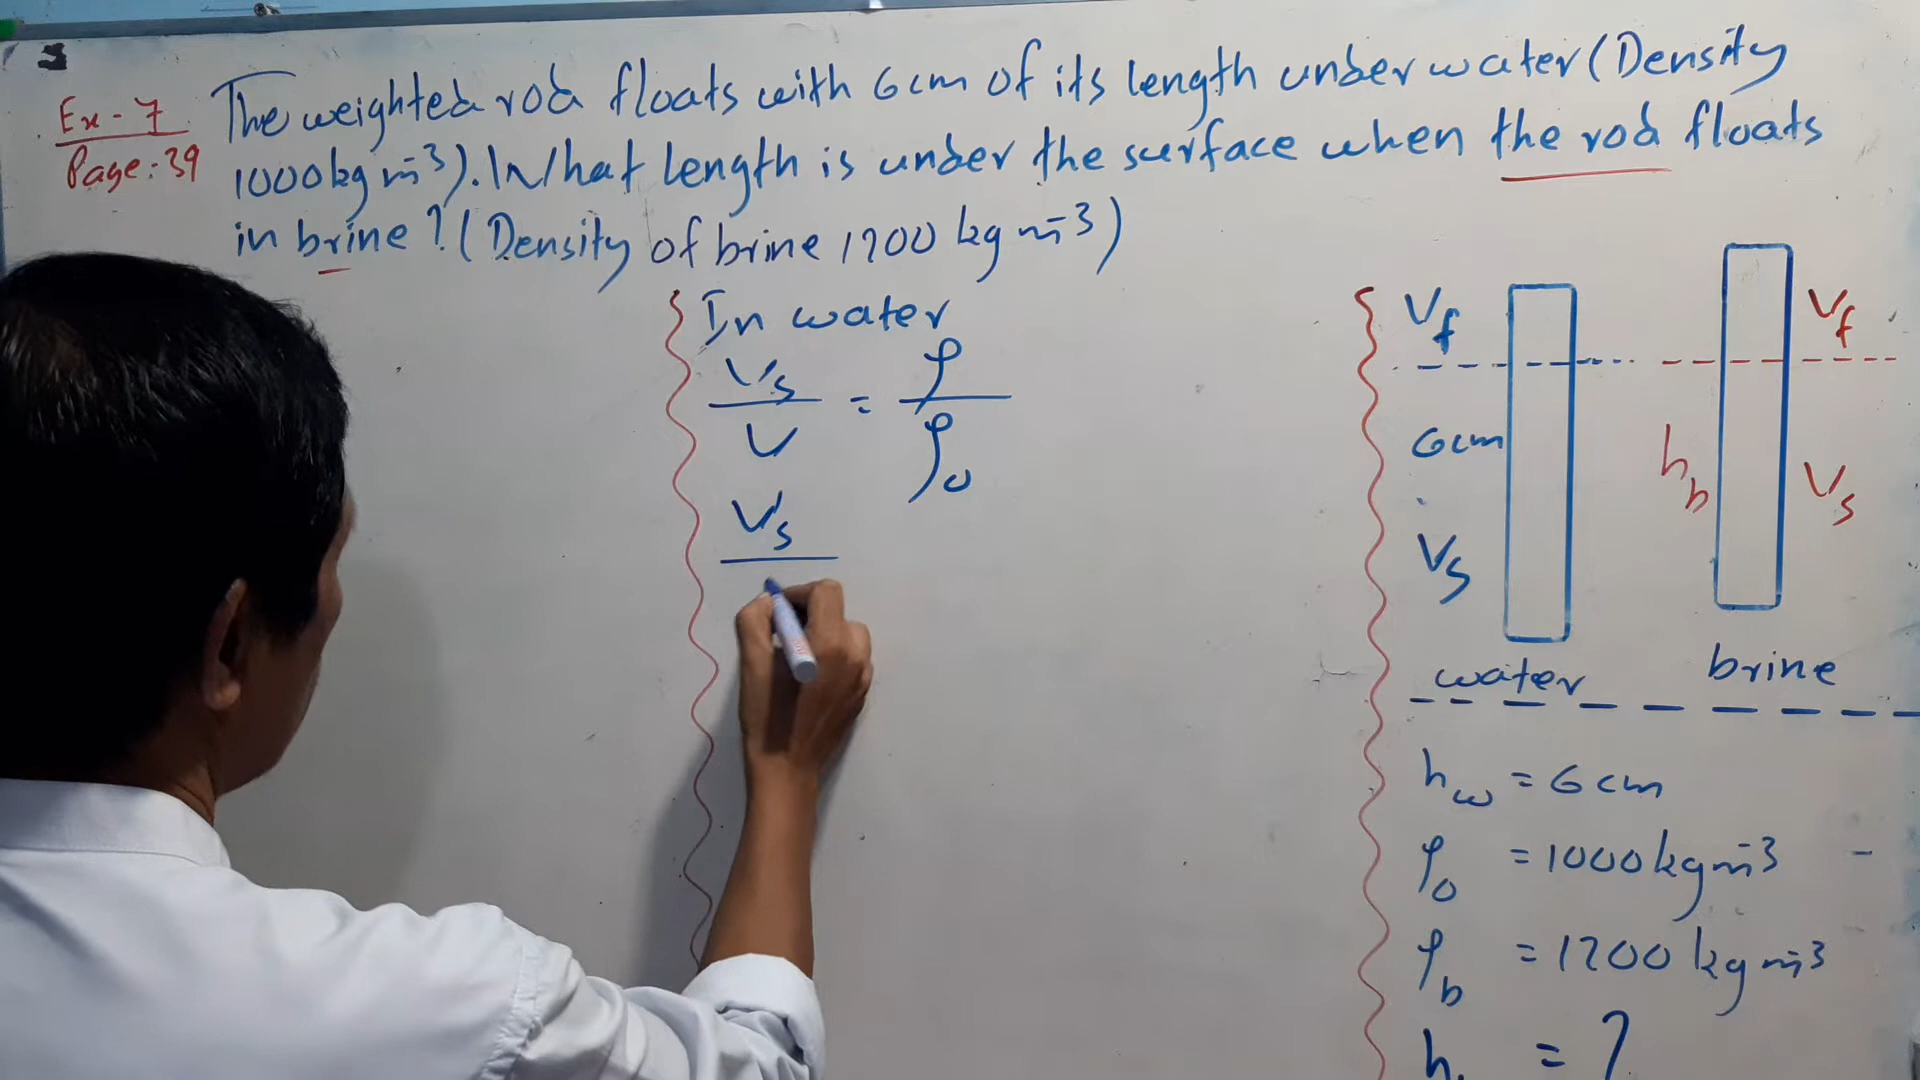 Ex-7
Page:39
The weighted rod floats with 6cm of its length under water (Density
1000kg m⁻³). What length is under the surface when the rod floats
in brine? (Density of brine 1200 kg m⁻³)
In water
Vs/V = ρ/ρ₀
Vs
Vf
6cm
Vs
water
Vf
hb
Vs
brine
hw = 6cm
ρ₀ = 1000kgm⁻³
ρb = 1200 kg m⁻³
= ?